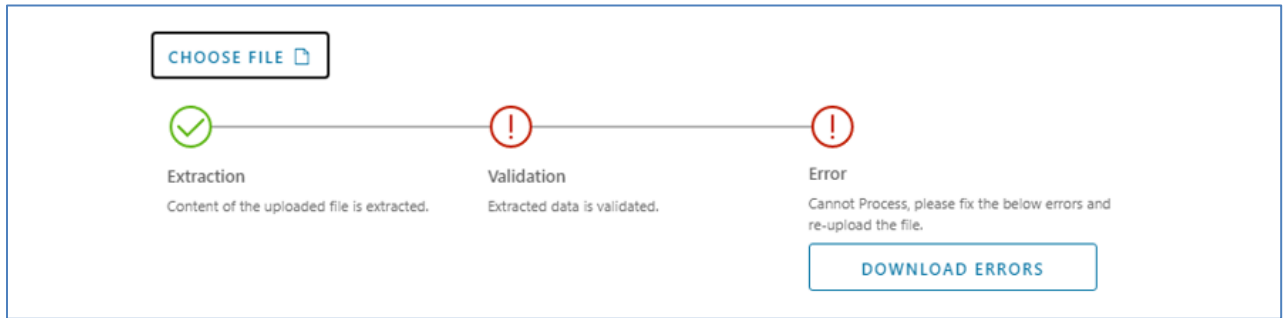 CHOOSE FILE
Extraction
Content of the uploaded file is extracted.
Validation
Extracted data is validated.
Error
Cannot Process, please fix the below errors and
re-upload the file.
DOWNLOAD ERRORS